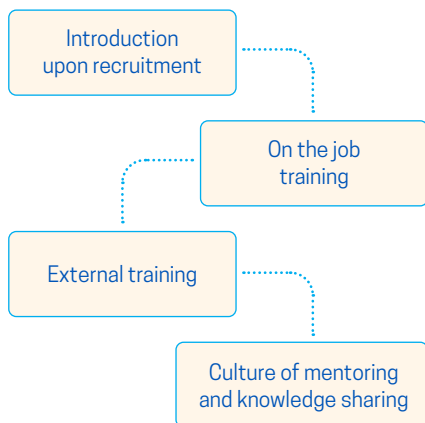 Introduction
upon recruitment
On the job
training
External training
Culture of mentoring
and knowledge sharing